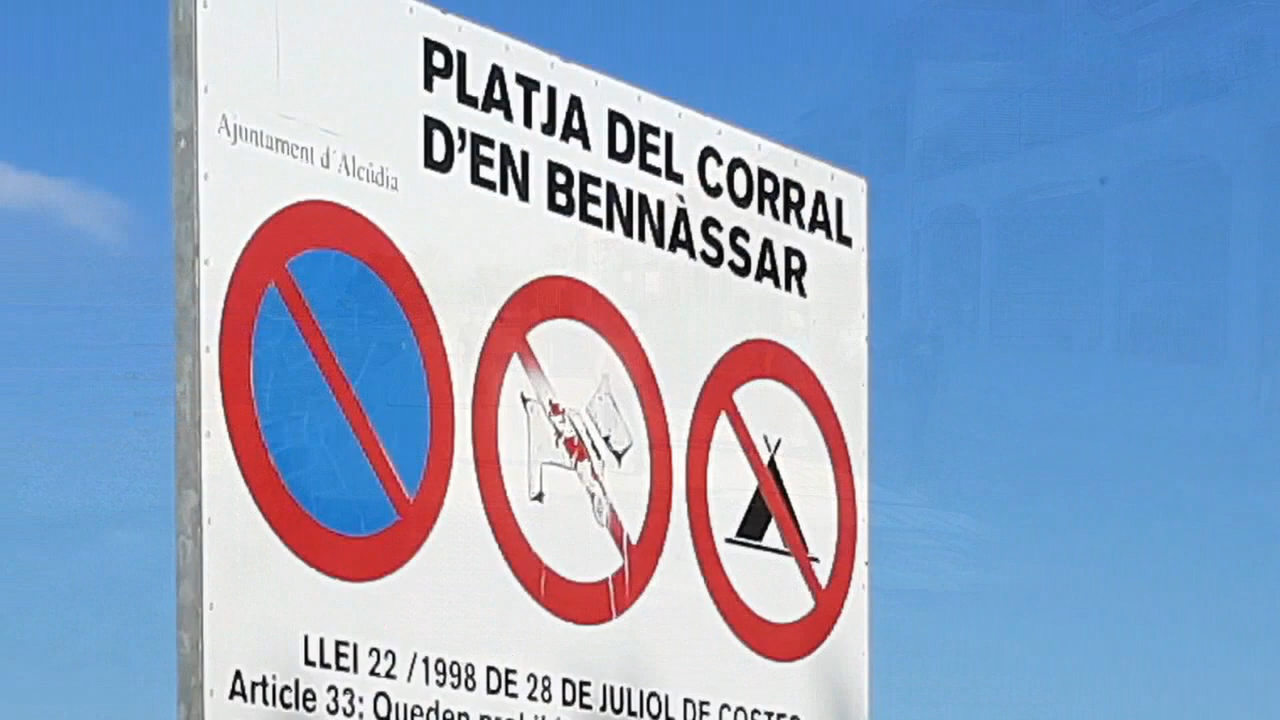 PLATJA DEL CORRAL
D'EN BENNÀSSAR
Ajuntament d'Alcúdia
LLEI 22 /1998 DE 28 DE JULIOL DE COSTES
Article 33: Queden